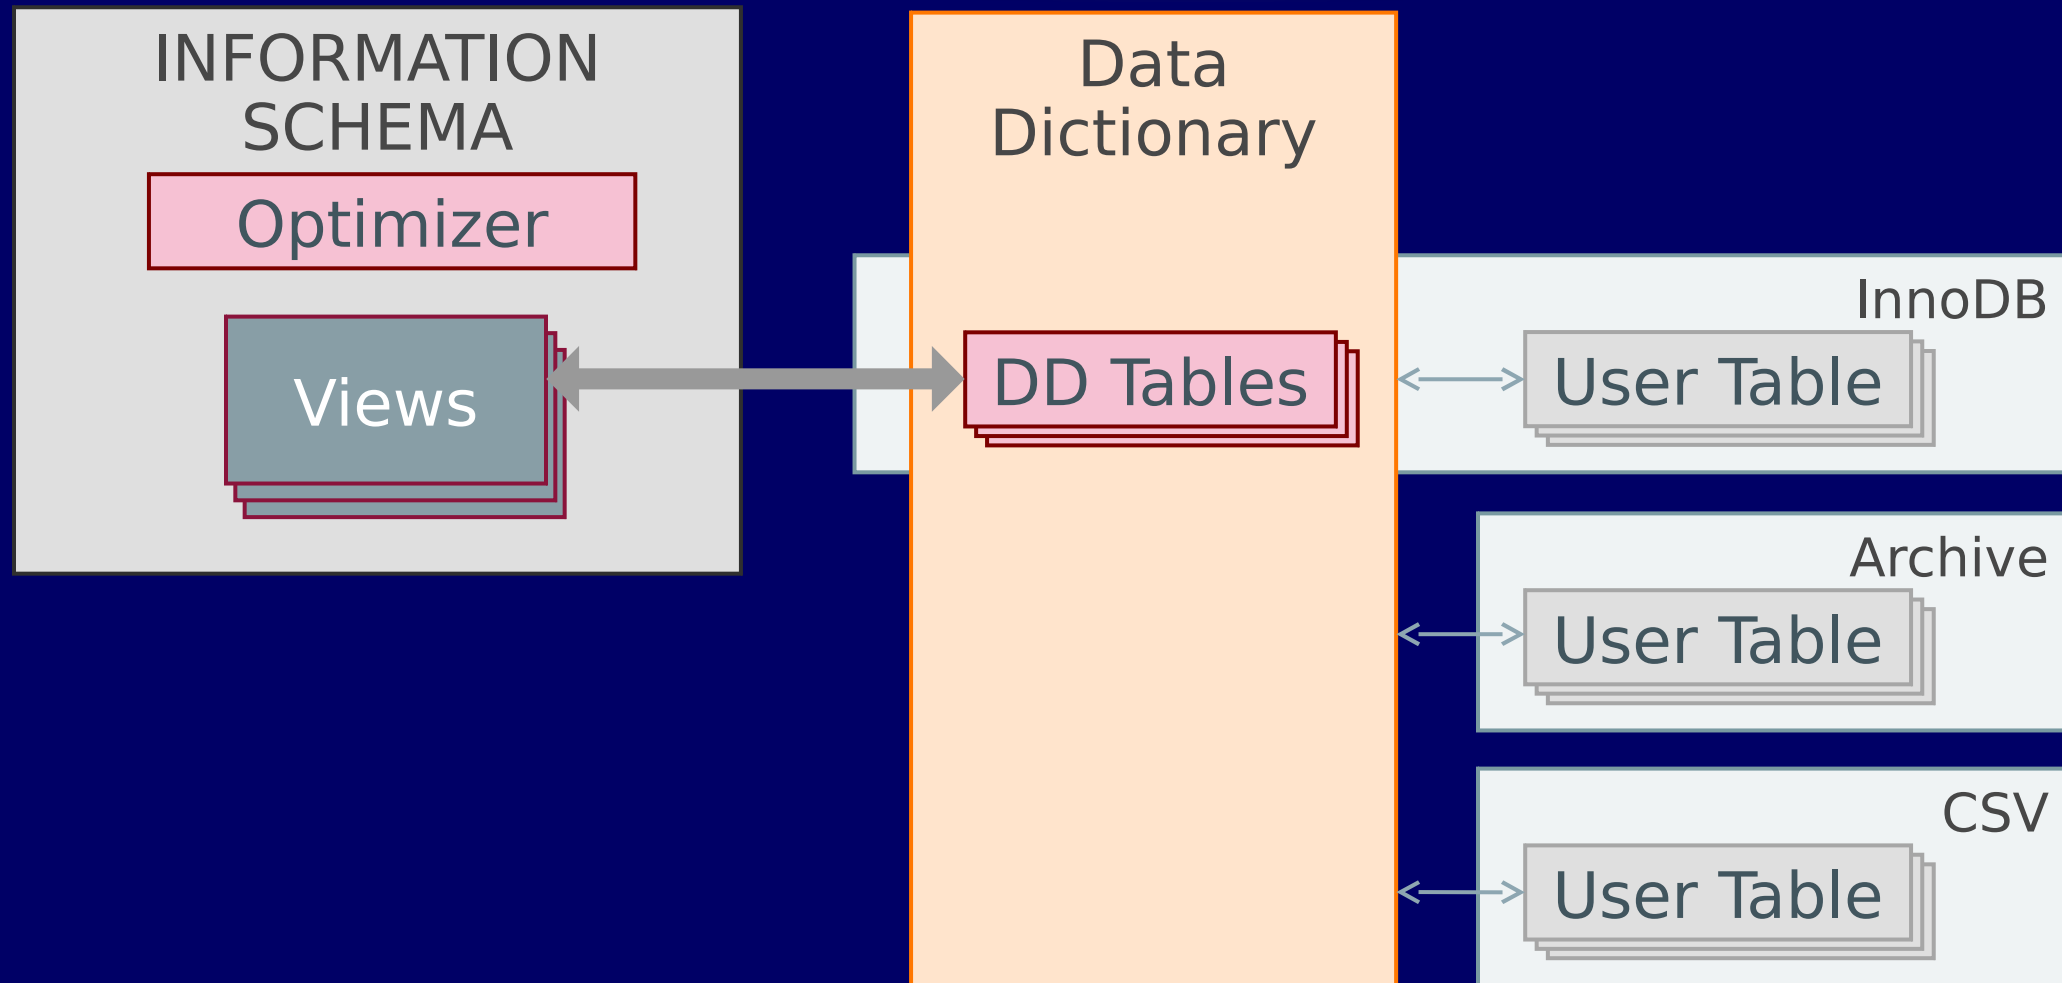 INFORMATION
SCHEMA
Optimizer
Views
Data
Dictionary
DD Tables
InnoDB
User Table
Archive
User Table
CSV
User Table